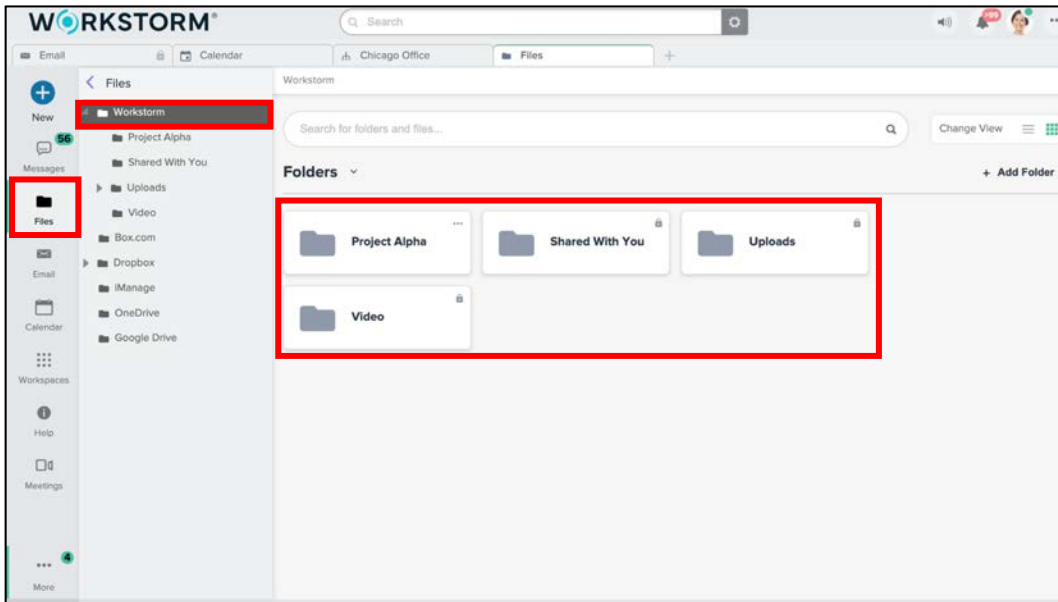 WORKSTORM®
Search
+99
Email
Calendar
Chicago Office
Files
New
56
Messages
Files
Email
Calendar
Workspaces
Help
Meetings
4
More
Files
Workstorm
Project Alpha
Shared With You
Uploads
Video
Box.com
Dropbox
iManage
OneDrive
Google Drive
Workstorm
Search for folders and files...
Change View
Folders
+ Add Folder
Project Alpha
Shared With You
Uploads
Video